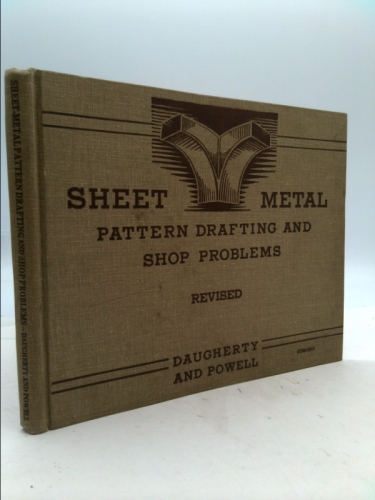 SHEET METAL
PATTERN DRAFTING AND
SHOP PROBLEMS
REVISED
DAUGHERTY
AND POWELL
SHEET-METAL PATTERN DRAFTING AND SHOP PROBLEMS—DAUGHERTY AND POWELL